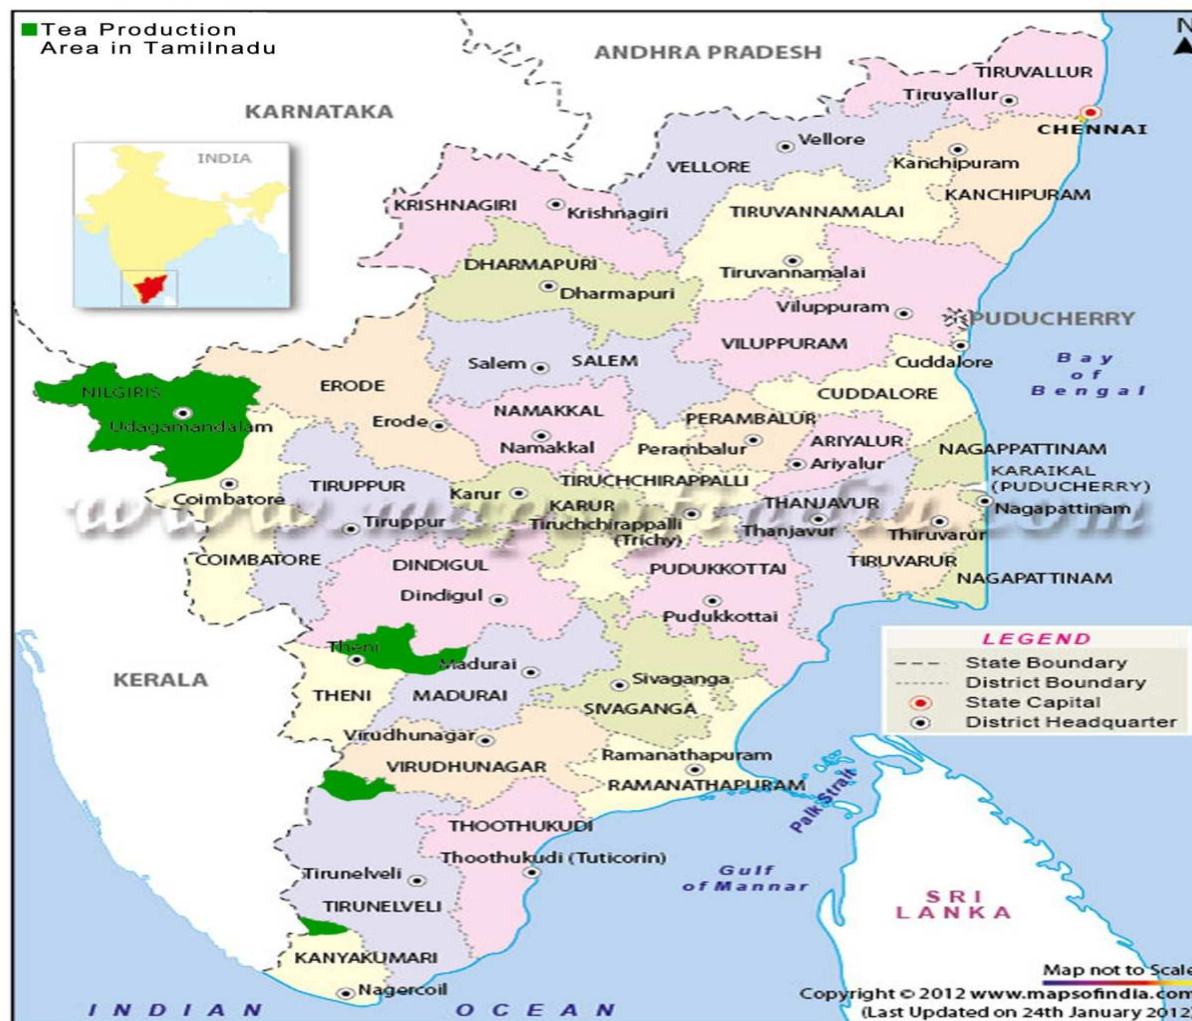 Tea Production
Area in Tamilnadu
N
ANDHRA PRADESH
KARNATAKA
INDIA
TIRUVALLUR
Tiruvallur
CHENNAI
Vellore
VELLORE
Kanchipuram
KANCHIPURAM
KRISHNAGIRI
Krishnagiri
TIRUVANNAMALAI
Tiruvannamalai
DHARMAPURI
Dharmapuri
Viluppuram
PUDUCHERRY
VILUPPURAM
Salem
SALEM
Cuddalore
CUDDALORE
Bay
of
Bengal
NILGIRIS
Udagamandalam
ERODE
Erode
NAMAKKAL
Namakkal
PERAMBALUR
Perambalur
ARIYALUR
Ariyalur
NAGAPPATTINAM
KARAIKAL
(PUDUCHERRY)
Nagapattinam
Coimbatore
TIRUPPUR
Tiruppur
Karur
KARUR
TIRUCHCHIRAPPALLI
Tiruchchirappalli
(Trichy)
THANJAVUR
Thanjavur
Thiruvarur
TIRUVARUR
NAGAPATTINAM
www.mapsofindia.com
COIMBATORE
DINDIGUL
Dindigul
PUDUKKOTTAI
Pudukkottai
KERALA
Theni
THENI
Madurai
MADURAI
Sivaganga
SIVAGANGA
LEGEND
State Boundary
District Boundary
State Capital
District Headquarter
Virudhunagar
VIRUDHUNAGAR
Ramanathapuram
RAMANATHAPURAM
Palk Strait
THOOTHUKUDI
Thoothukudi (Tuticorin)
Gulf
of Mannar
SRI
LANKA
Tirunelveli
TIRUNELVELI
KANYAKUMARI
Nagercoil
INDIAN OCEAN
Map not to Scale
Copyright © 2012 www.mapsofindia.com
(Last Updated on 24th January 2012)